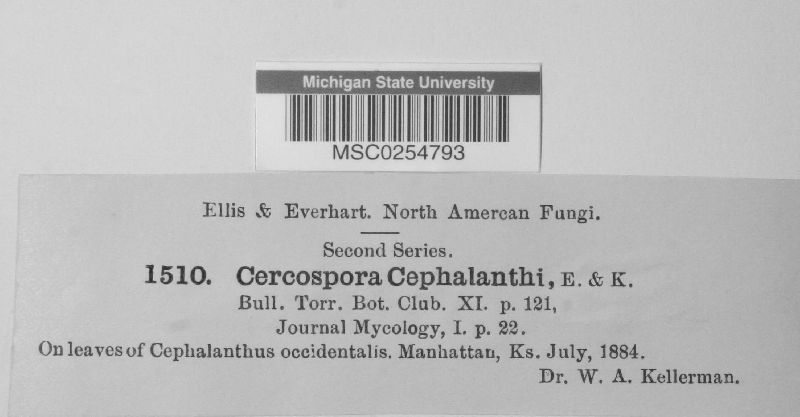 Michigan State University
MSC0254793
Ellis & Everhart. North Amercan Fungi.
Second Series.
1510. Cercospora Cephalanthi, E. & K.
Bull. Torr. Bot. Club. XI. p. 121,
Journal Mycology, I. p. 22.
On leaves of Cephalanthus occidentalis. Manhattan, Ks. July, 1884.
Dr. W. A. Kellerman.